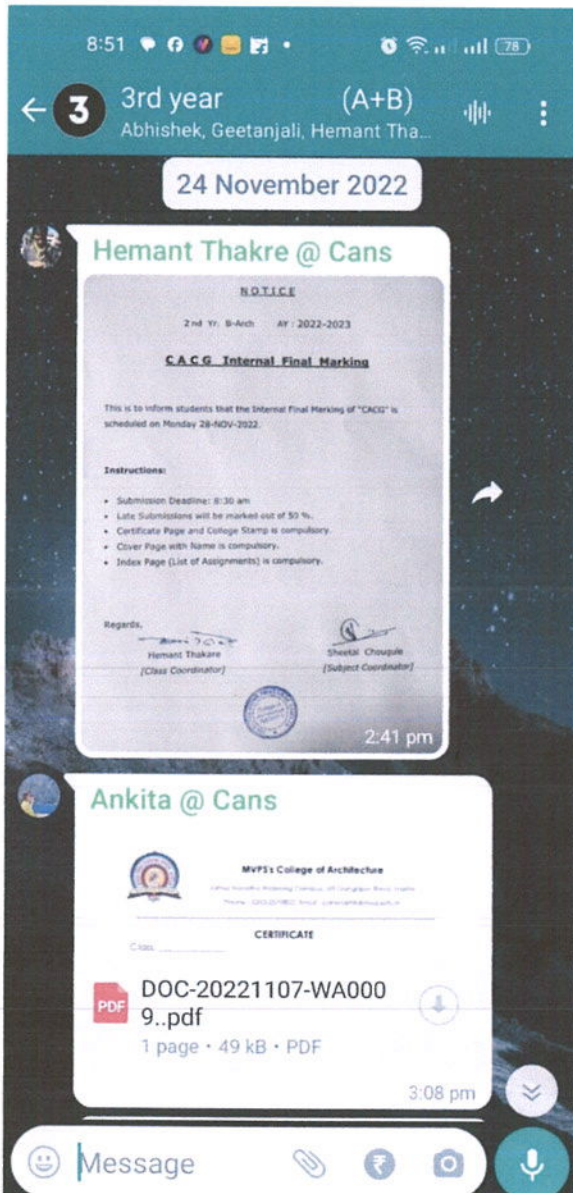 8:51
78
3
3rd year (A+B)
Abhishek, Geetanjali, Hemant Tha...
24 November 2022
Hemant Thakre @ Cans
NOTICE
2nd Yr. B-Arch AY : 2022-2023
CACG Internal Final Marking
This is to inform students that the Internal Final Marking of "CACG" is
scheduled on Monday 28-NOV-2022.
Instructions:
• Submission Deadline: 8:30 am
• Late Submissions will be marked out of 50 %.
• Certificate Page and College Stamp is compulsory.
• Cover Page with Name is compulsory.
• Index Page (List of Assignments) is compulsory.
Regards,
Hemant Thakare
Sheetal Chougule
[Class Coordinator]
[Subject Coordinator]
2:41 pm
Ankita @ Cans
MVPS's College of Architecture
CERTIFICATE
Class
PDF
DOC-20221107-WA000
9..pdf
1 page • 49 kB • PDF
3:08 pm
Message